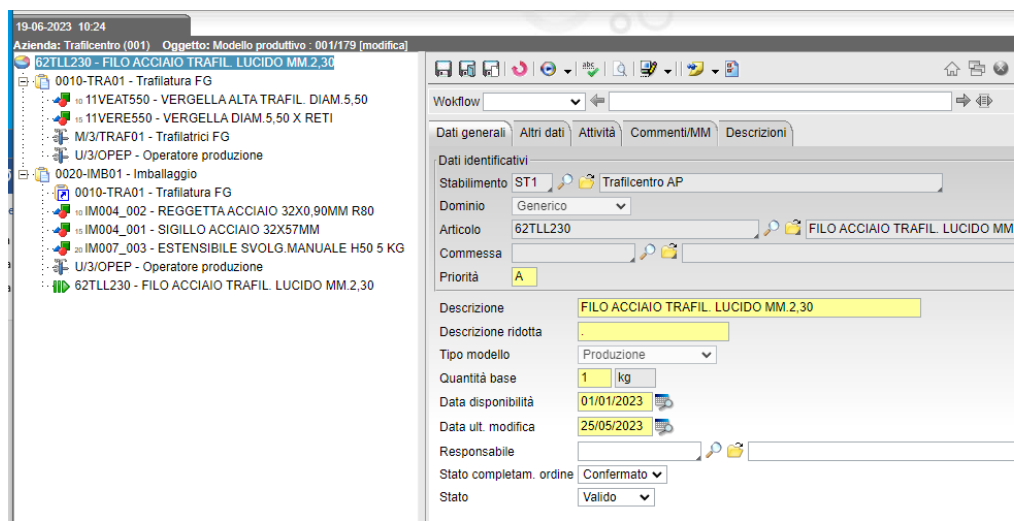 19-06-2023 10:24
Azienda: Trafilcentro (001) Oggetto: Modello produttivo : 001/179 [modifica]
62TLL230 - FILO ACCIAIO TRAFIL. LUCIDO MM.2,30
0010-TRA01 - Trafilatura FG
10 11VEAT550 - VERGELLA ALTA TRAFIL. DIAM.5,50
15 11VERE550 - VERGELLA DIAM.5,50 X RETI
M/3/TRAF01 - Trafilatrici FG
U/3/OPEP - Operatore produzione
0020-IMB01 - Imballaggio
0010-TRA01 - Trafilatura FG
10 IM004_002 - REGGETTA ACCIAIO 32X0,90MM R80
15 IM004_001 - SIGILLO ACCIAIO 32X57MM
20 IM007_003 - ESTENSIBILE SVOLG.MANUALE H50 5 KG
U/3/OPEP - Operatore produzione
62TLL230 - FILO ACCIAIO TRAFIL. LUCIDO MM.2,30
abc
Wokflow
Dati generali Altri dati Attività Commenti/MM Descrizioni
Dati identificativi
Stabilimento ST1 Trafilcentro AP
Dominio Generico
Articolo 62TLL230 FILO ACCIAIO TRAFIL. LUCIDO MM
Commessa
Priorità A
Descrizione FILO ACCIAIO TRAFIL. LUCIDO MM.2,30
Descrizione ridotta .
Tipo modello Produzione
Quantità base 1 kg
Data disponibilità 01/01/2023
Data ult. modifica 25/05/2023
Responsabile
Stato completam. ordine Confermato
Stato Valido